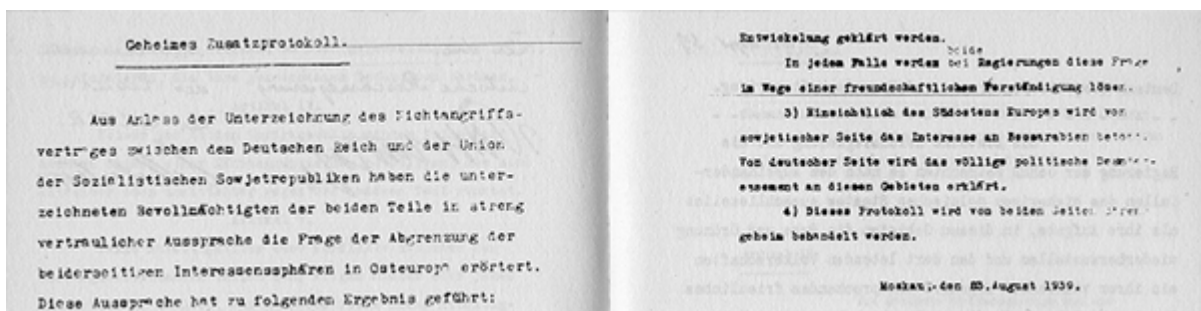 Geheimes Zusatzprotokoll.
Aus Anlass der Unterzeichnung des Nichtangriffs-
vertrages zwischen dem Deutschen Reich und der Union
der Sozialistischen Sowjetrepubliken haben die unter-
zeichneten Bevollmächtigten der beiden Teile in streng
vertraulicher Aussprache die Frage der Abgrenzung der
beiderseitigen Interessenssphären in Osteuropa erörtert.
Diese Aussprache hat zu folgenden Ergebnis geführt:
Entwickelung geklärt werden.
beide
In jedem Falle werden bei Regierungen diese Frage
im Wege einer freundschaftlichen Verständigung lösen.
3) Hinsichtlich des Südostens Europas wird von
sowjetischer Seite das Interesse an Bessarabien betont.
Von deutscher Seite wird das völlige politische Desinter-
essement an diesen Gebieten erklärt.
4) Dieses Protokoll wird von beiden Seiten streng
geheim behandelt werden.
Moskau, den 23. August 1939.